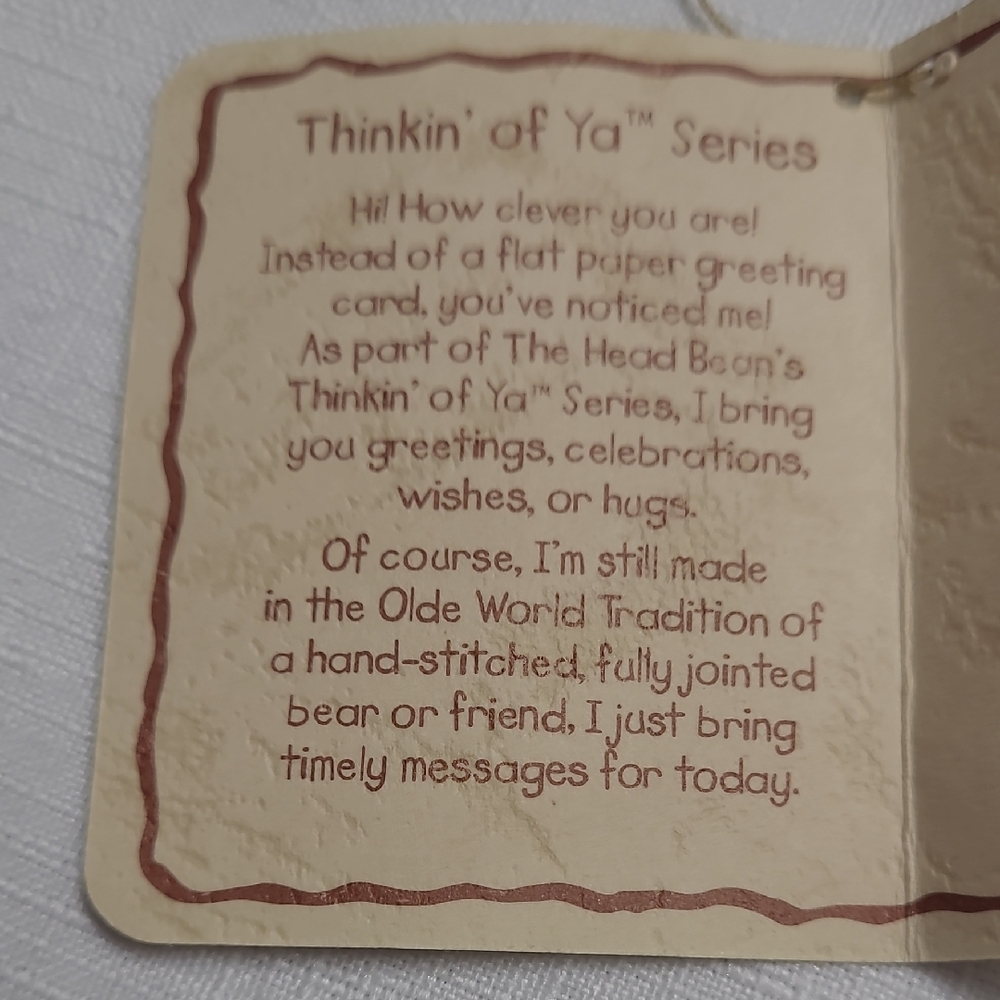 Thinkin' of Ya™ Series
Hi! How clever you are!
Instead of a flat paper greeting
card, you've noticed me!
As part of The Head Bean's
Thinkin' of Ya™ Series, I bring
you greetings, celebrations,
wishes, or hugs.
Of course, I'm still made
in the Olde World Tradition of
a hand-stitched, fully jointed
bear or friend, I just bring
timely messages for today.